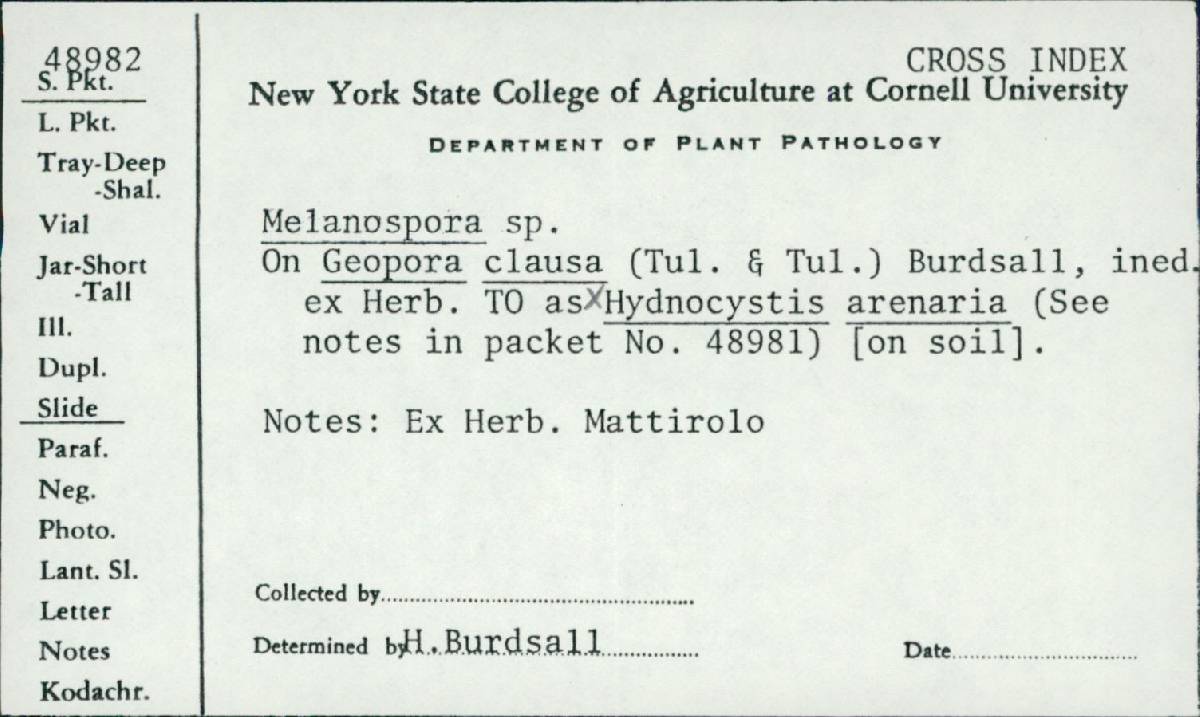 48982
S. Pkt.
L. Pkt.
Tray-Deep
-Shal.
Vial
Jar-Short
-Tall
Ill.
Dupl.
Slide
Paraf.
Neg.
Photo.
Lant. Sl.
Letter
Notes
Kodachr.
CROSS INDEX
New York State College of Agriculture at Cornell University
DEPARTMENT OF PLANT PATHOLOGY
Melanospora sp.
On Geopora clausa (Tul. & Tul.) Burdsall, ined.
ex Herb. TO as X Hydnocystis arenaria (See
notes in packet No. 48981) [on soil].
Notes: Ex Herb. Mattirolo
Collected by
Determined by H. Burdsall
Date